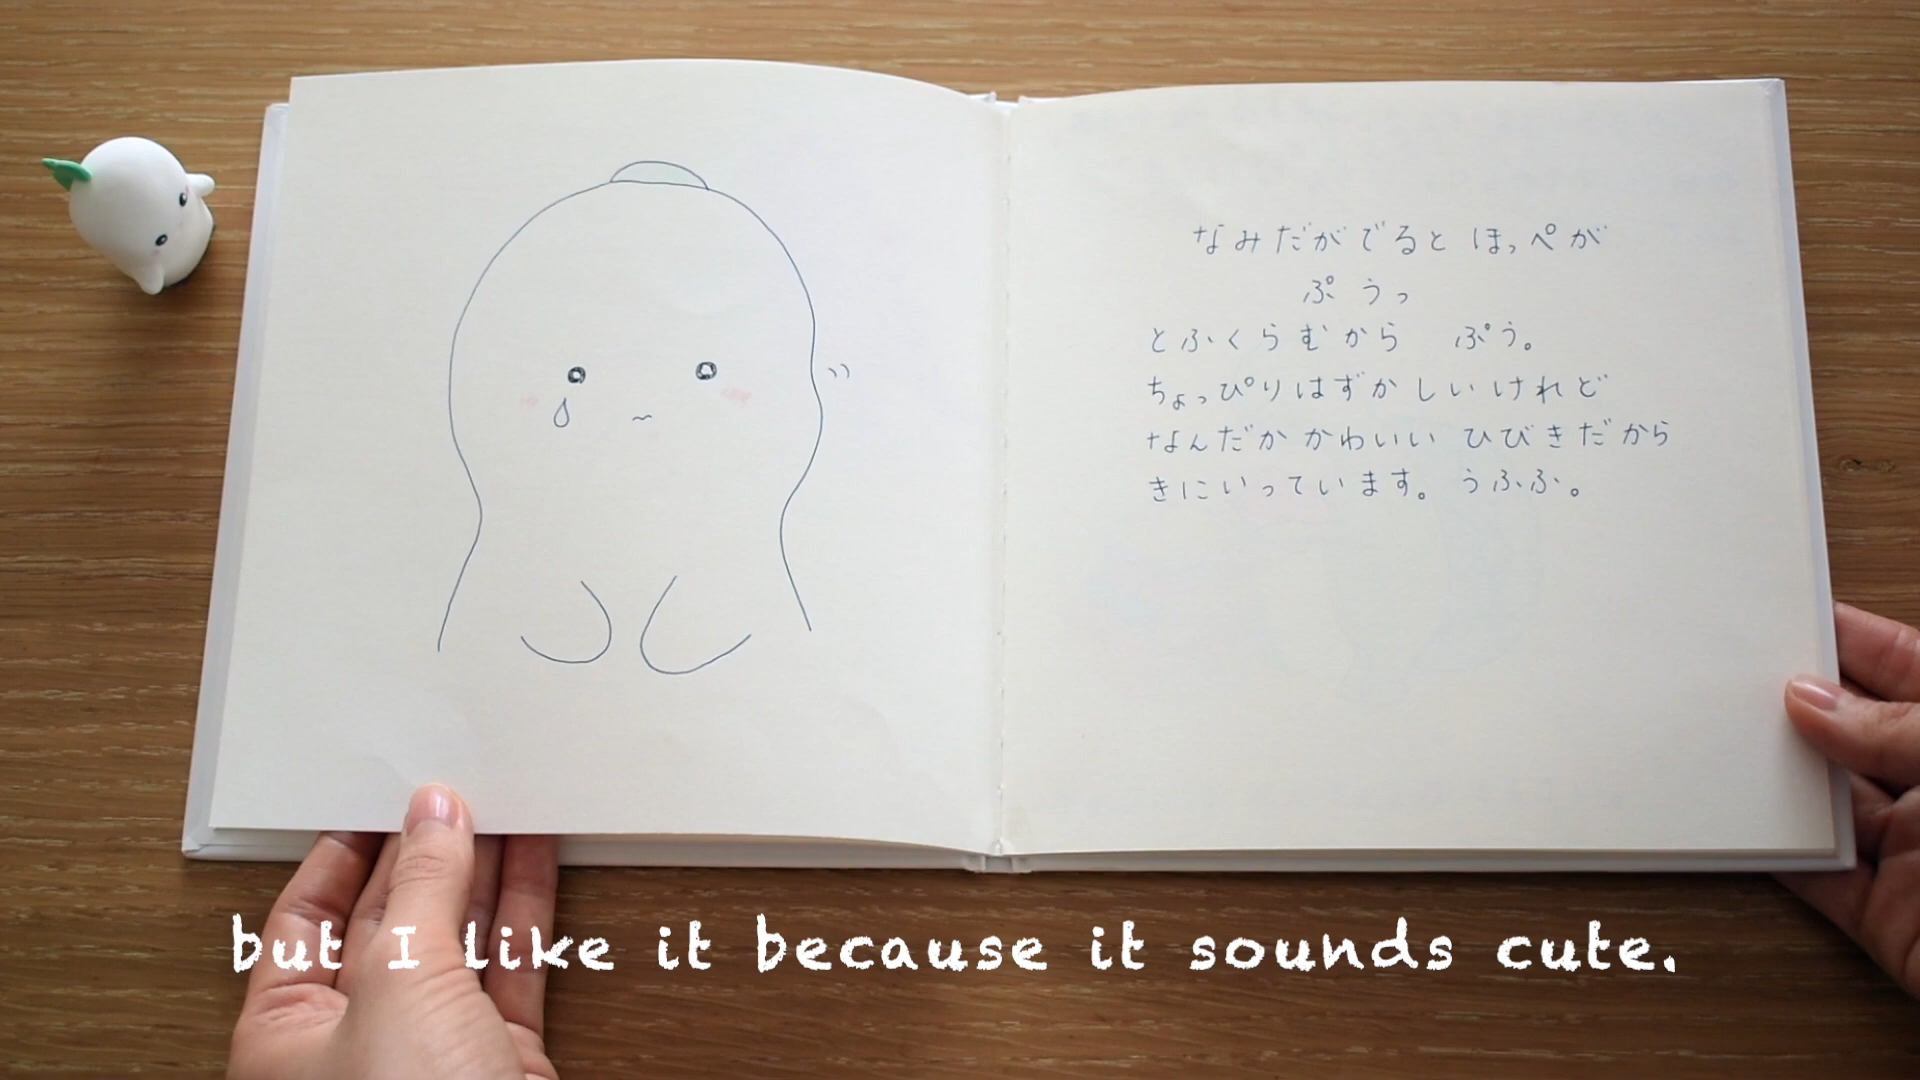 なみだがでると ほっぺが
ぷうっ
とふくらむから ぷう。
ちょっぴりはずかしいけれど
なんだか かわいい ひびきだから
きにいっています。 うふふ。
but I like it because it sounds cute.